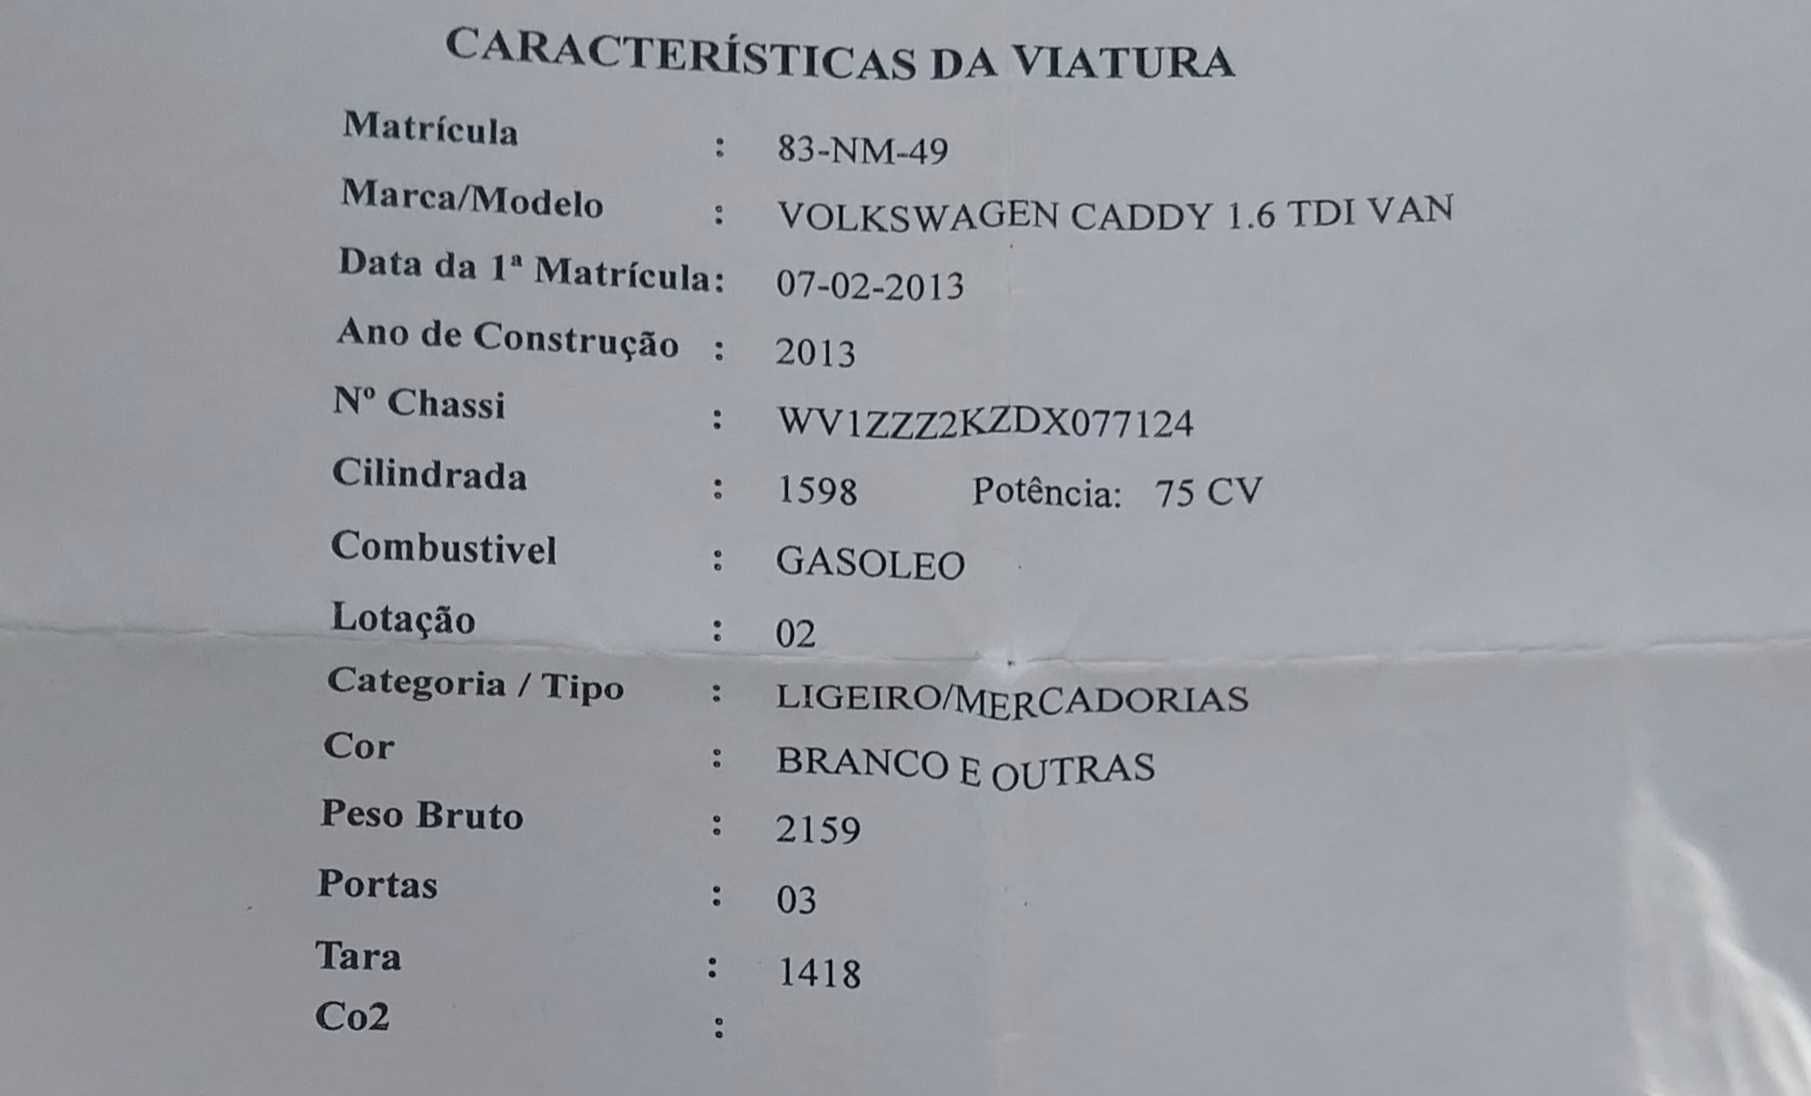 CARACTERÍSTICAS DA VIATURA
Matrícula : 83-NM-49
Marca/Modelo : VOLKSWAGEN CADDY 1.6 TDI VAN
Data da 1ª Matrícula: 07-02-2013
Ano de Construção : 2013
Nº Chassi : WV1ZZZ2KZDX077124
Cilindrada : 1598 Potência: 75 CV
Combustivel : GASOLEO
Lotação : 02
Categoria / Tipo : LIGEIRO/MERCADORIAS
Cor : BRANCO E OUTRAS
Peso Bruto : 2159
Portas : 03
Tara : 1418
Co2 :